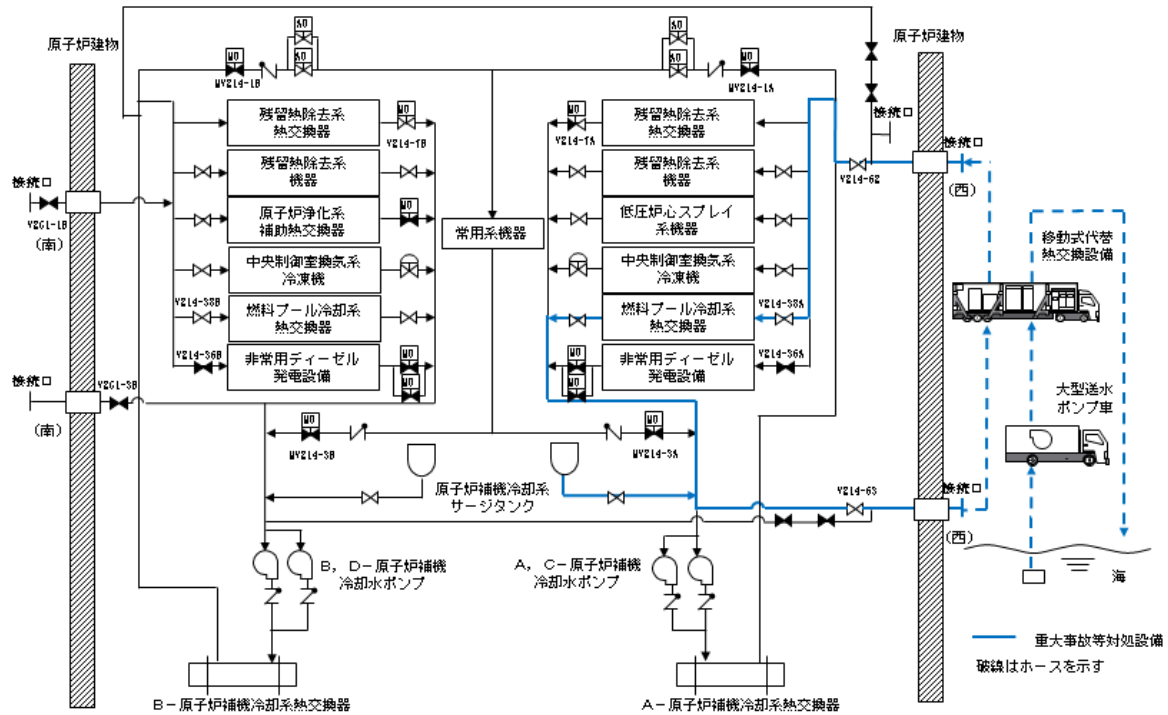 原子炉建物
AO
AO
MO
MV214-1B
AO
AO
MO
MV214-1A
原子炉建物
接続口
残留熱除去系
熱交換器
MO
V214-7B
残留熱除去系
機器
原子炉浄化系
補助熱交換器
MO
中央制御室換気系
冷凍機
V214-38B
燃料プール冷却系
熱交換器
V214-36B
非常用ディーゼル
発電設備
MO
MO
常用系機器
MO
V214-7A
残留熱除去系
熱交換器
残留熱除去系
機器
低圧炉心スプレイ
系機器
中央制御室換気系
冷凍機
燃料プール冷却系
熱交換器
V214-38A
非常用ディーゼル
発電設備
V214-36A
MO
MO
V214-62
接続口
(西)
接続口
V2G1-1B
(南)
接続口
V2G1-3B
(南)
移動式代替
熱交換設備
大型送水
ポンプ車
MO
MV214-3B
MO
MV214-3A
原子炉補機冷却系
サージタンク
V214-63
接続口
(西)
海
B,D-原子炉補機
冷却水ポンプ
A,C-原子炉補機
冷却水ポンプ
B-原子炉補機冷却系熱交換器
A-原子炉補機冷却系熱交換器
重大事故等対処設備
破線はホースを示す